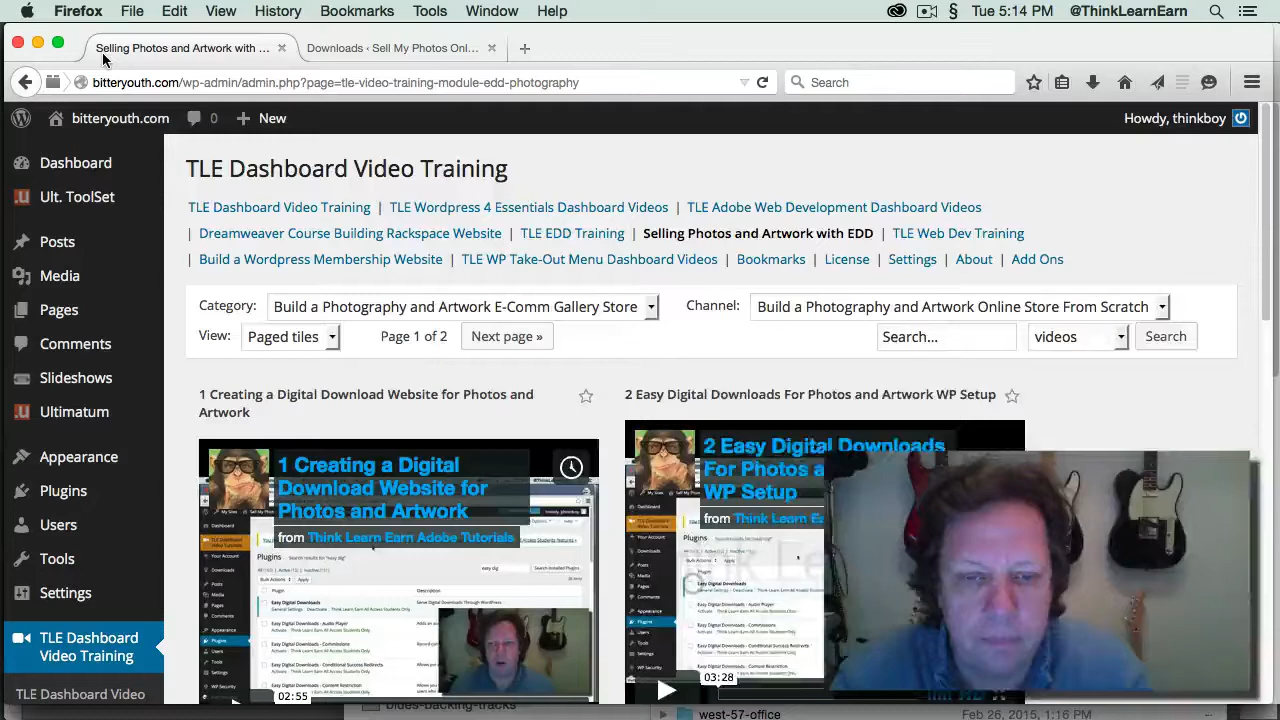 Firefox File Edit View History Bookmarks Tools Window Help § Tue 5:14 PM @ThinkLearnEarn
Selling Photos and Artwork with ... Downloads ‹ Sell My Photos Onl...
bitteryouth.com/wp-admin/admin.php?page=tle-video-training-module-edd-photography Search
bitteryouth.com 0 New Howdy, thinkboy
Dashboard
Ult. ToolSet
Posts
Media
Pages
Comments
Slideshows
Ultimatum
Appearance
Plugins
Users
Tools
Settings
TLE Dashboard
Video Training
TLE Dashboard Video
TLE Dashboard Video Training
TLE Dashboard Video Training | TLE Wordpress 4 Essentials Dashboard Videos | TLE Adobe Web Development Dashboard Videos
| Dreamweaver Course Building Rackspace Website | TLE EDD Training | Selling Photos and Artwork with EDD | TLE Web Dev Training
| Build a Wordpress Membership Website | TLE WP Take-Out Menu Dashboard Videos | Bookmarks | License | Settings | About | Add Ons
Category: Build a Photography and Artwork E-Comm Gallery Store Channel: Build a Photography and Artwork Online Store From Scratch
View: Paged tiles Page 1 of 2 Next page » Search... videos Search
1 Creating a Digital Download Website for Photos and
Artwork
1 Creating a Digital
Download Website for
Photos and Artwork
from Think Learn Earn Adobe Tutorials
Plugins
Easy Digital Downloads
02:55
2 Easy Digital Downloads For Photos and Artwork WP Setup
2 Easy Digital Downloads
For Photos a
WP Setup
from Think Learn Ea
Plugins
03:28
blues-backing-tracks
west-57-office Feb 26, 2015, 1:16 PM